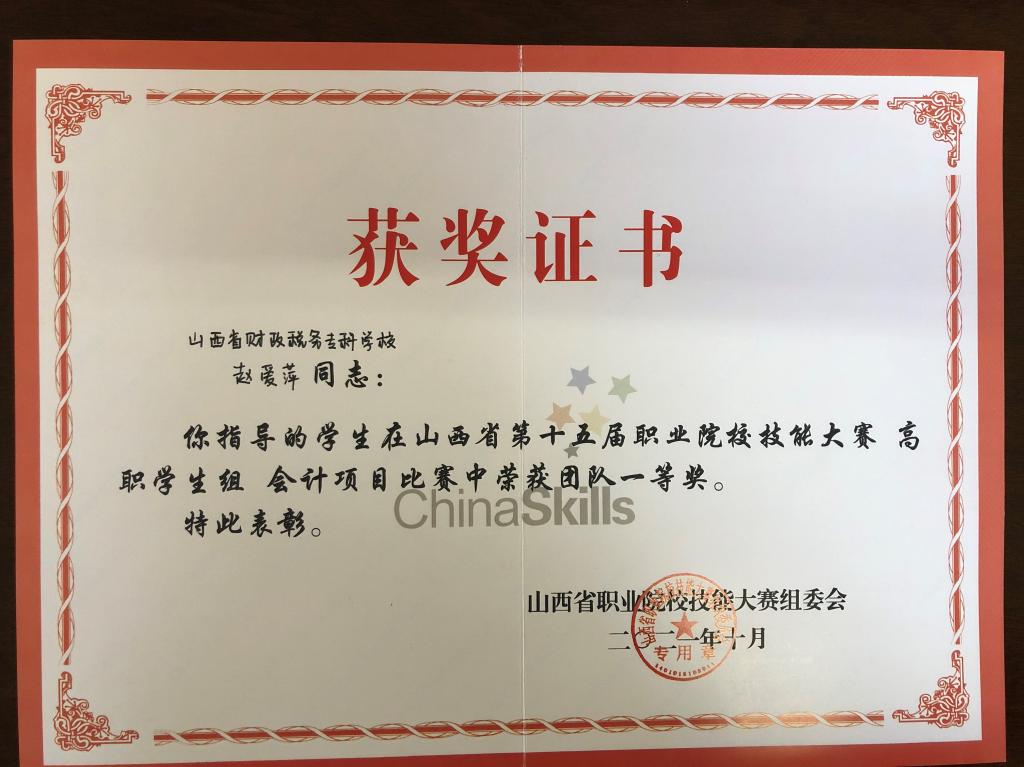 获奖证书
山西省财政税务专科学校
赵爱萍 同志：
你指导的学生在山西省第十五届职业院校技能大赛 高
职学生组 会计项目比赛中荣获团队一等奖。
ChinaSkills
特此表彰。
山西省职业院校技能大赛组委会
二〇二一年十月
专用章